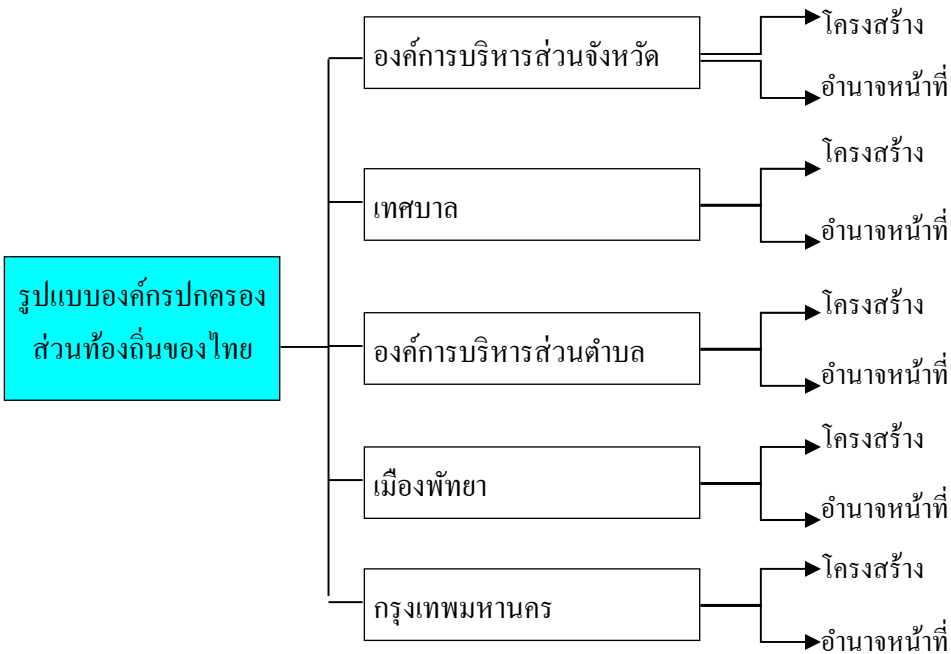 โครงสร้าง
องค์การบริหารส่วนจังหวัด
อำนาจหน้าที่
โครงสร้าง
เทศบาล
อำนาจหน้าที่
รูปแบบองค์กรปกครอง
ส่วนท้องถิ่นของไทย
โครงสร้าง
องค์การบริหารส่วนตำบล
อำนาจหน้าที่
โครงสร้าง
เมืองพัทยา
อำนาจหน้าที่
โครงสร้าง
กรุงเทพมหานคร
อำนาจหน้าที่